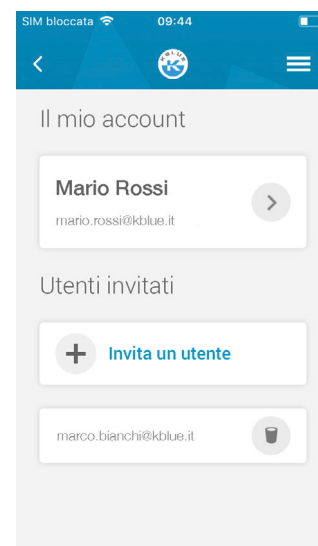 SIM bloccata 09:44
KBLUE
K
Il mio account
Mario Rossi
mario.rossi@kblue.it
Utenti invitati
Invita un utente
marco.bianchi@kblue.it